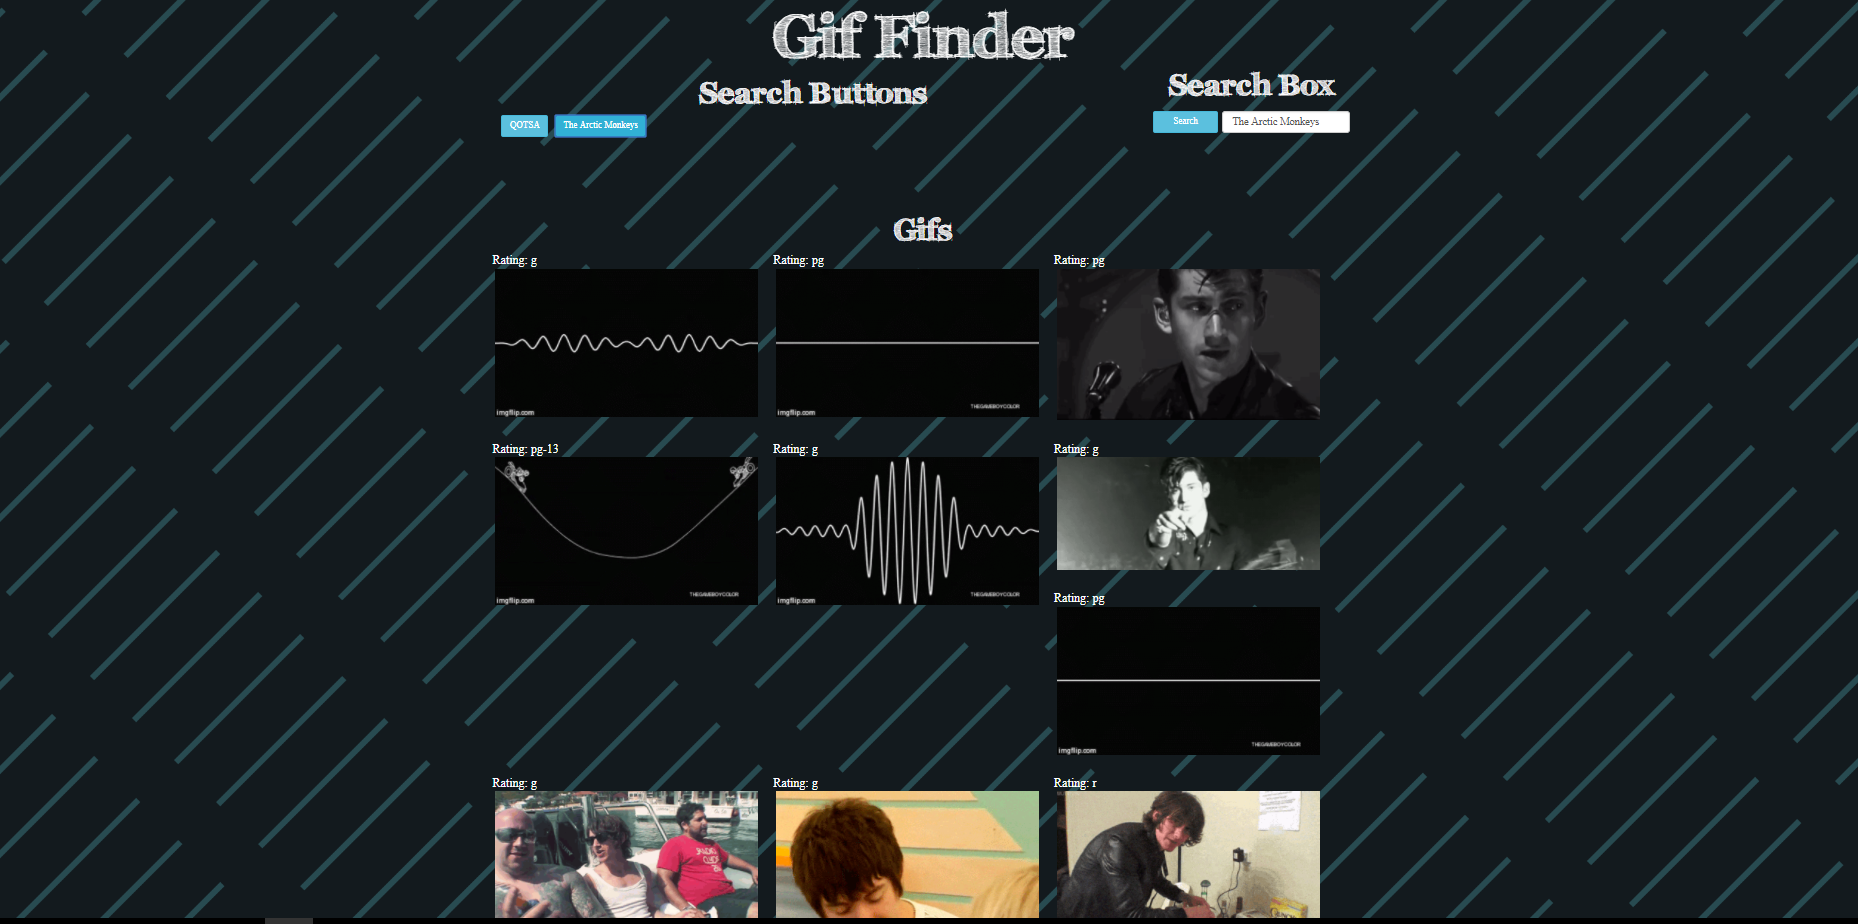 Gif Finder
Search Buttons
Search Box
QOTSA
The Arctic Monkeys
Search
The Arctic Monkeys
Gifs
Rating: g
Rating: pg
Rating: pg
imgflip.com
imgflip.com
THEGAMEBOYCOLOR
Rating: pg-13
Rating: g
Rating: g
imgflip.com
THEGAMEBOYCOLOR
imgflip.com
THEGAMEBOYCOLOR
Rating: pg
imgflip.com
THEGAMEBOYCOLOR
Rating: g
Rating: g
Rating: r